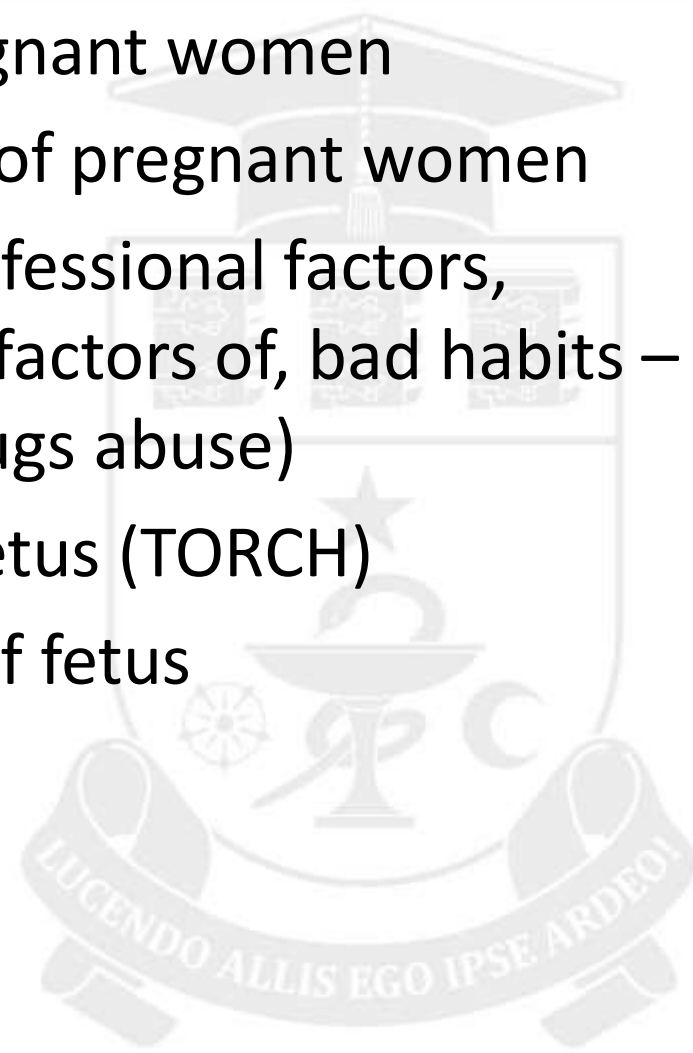 gnant women
of pregnant women
fessional factors,
factors of, bad habits –
ugs abuse)
etus (TORCH)
f fetus
LUCENDO ALLIS EGO IPSE ARDEO!